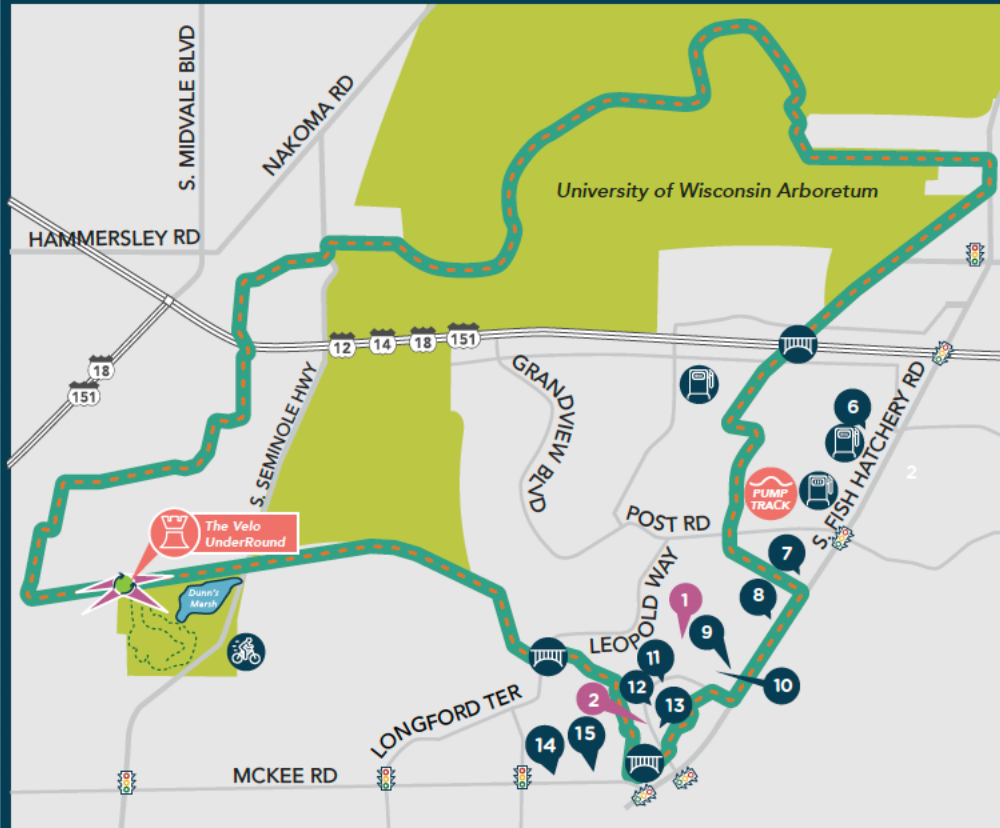 S. MIDVALE BLVD
NAKOMA RD
University of Wisconsin Arboretum
HAMMERSLEY RD
12
14
18
151
18
151
S. SEMINOLE HWY
GRANDVIEW BLVD
S. FISH HATCHERY RD
6
2
PUMP
TRACK
The Velo
UnderRound
POST RD
7
Dunn's
Marsh
8
1
LEOPOLD WAY
9
11
10
12
2
13
LONGFORD TER
14
15
MCKEE RD